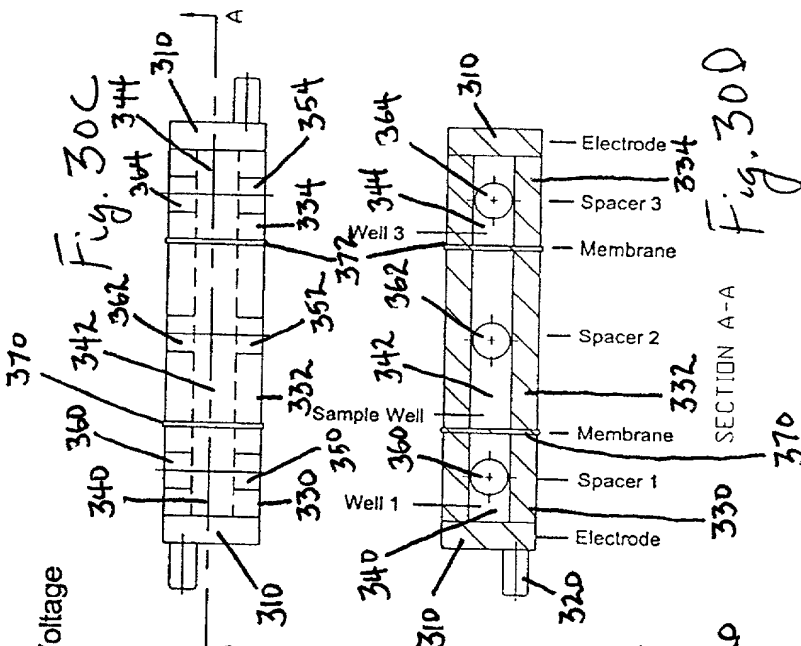 Voltage
Fig. 30C
A
310
344
354
364
334
372
362
352
342
332
370
360
350
340
330
310
310
364
334
344
Well 3
372
362
342
332
Sample Well
360
370
Well 1
340
330
310
320
Electrode
Spacer 3
Membrane
Spacer 2
Membrane
Spacer 1
Electrode
SECTION A-A
Fig. 30D